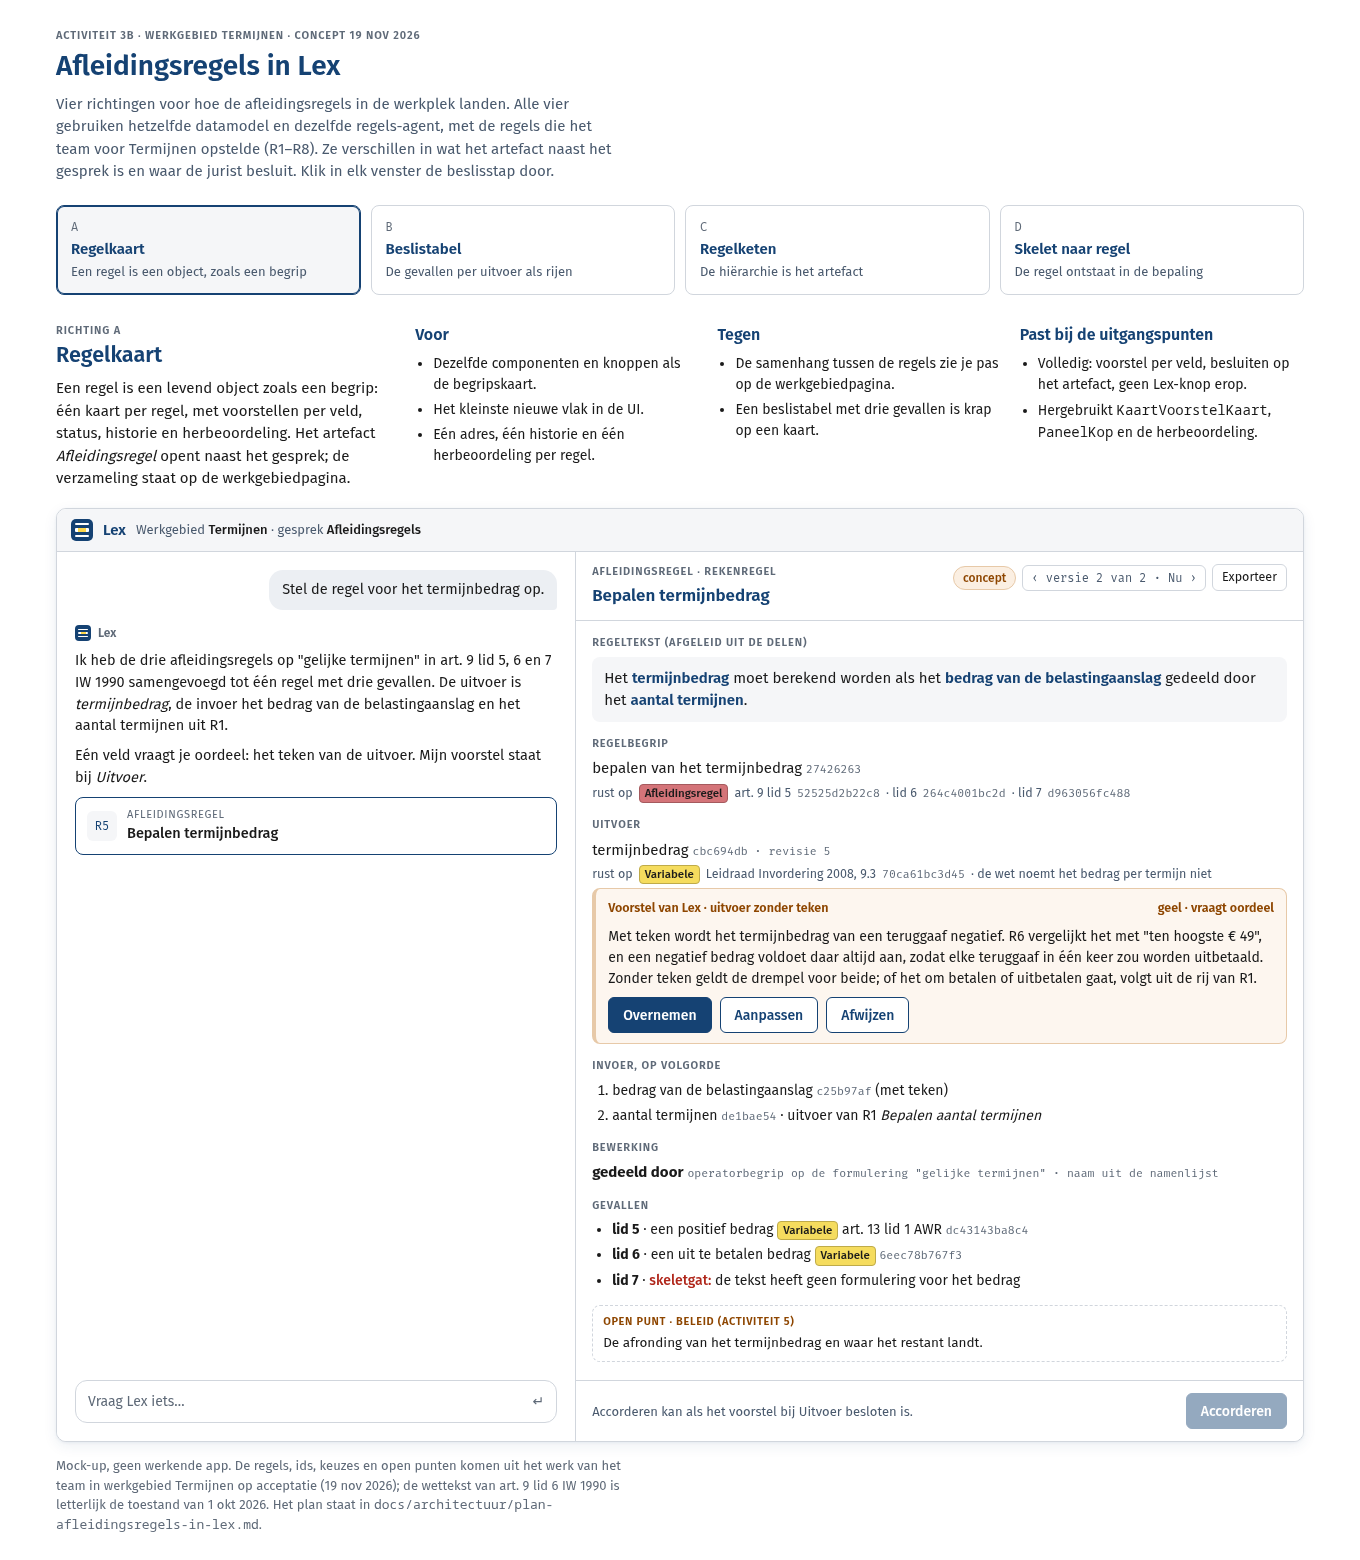 ACTIVITEIT 3B · WERKGEBIED TERMIJNEN · CONCEPT 19 NOV 2026
Afleidingsregels in Lex
Vier richtingen voor hoe de afleidingsregels in de werkplek landen. Alle vier
gebruiken hetzelfde datamodel en dezelfde regels-agent, met de regels die het
team voor Termijnen opstelde (R1–R8). Ze verschillen in wat het artefact naast het
gesprek is en waar de jurist besluit. Klik in elk venster de beslisstap door.
A
Regelkaart
Een regel is een object, zoals een begrip
B
Beslistabel
De gevallen per uitvoer als rijen
C
Regelketen
De hiërarchie is het artefact
D
Skelet naar regel
De regel ontstaat in de bepaling
RICHTING A
Regelkaart
Een regel is een levend object zoals een begrip:
één kaart per regel, met voorstellen per veld,
status, historie en herbeoordeling. Het artefact
Afleidingsregel opent naast het gesprek; de
verzameling staat op de werkgebiedpagina.
Voor
• Dezelfde componenten en knoppen als
de begripskaart.
• Het kleinste nieuwe vlak in de UI.
• Eén adres, één historie en één
herbeoordeling per regel.
Tegen
• De samenhang tussen de regels zie je pas
op de werkgebiedpagina.
• Een beslistabel met drie gevallen is krap
op een kaart.
Past bij de uitgangspunten
• Volledig: voorstel per veld, besluiten op
het artefact, geen Lex-knop erop.
• Hergebruikt KaartVoorstelKaart,
PaneelKop en de herbeoordeling.
Lex Werkgebied Termijnen · gesprek Afleidingsregels
Stel de regel voor het termijnbedrag op.
Lex
Ik heb de drie afleidingsregels op "gelijke termijnen" in art. 9 lid 5, 6 en 7
IW 1990 samengevoegd tot één regel met drie gevallen. De uitvoer is
termijnbedrag, de invoer het bedrag van de belastingaanslag en het
aantal termijnen uit R1.
Eén veld vraagt je oordeel: het teken van de uitvoer. Mijn voorstel staat
bij Uitvoer.
R5
AFLEIDINGSREGEL
Bepalen termijnbedrag
Vraag Lex iets… ↵
AFLEIDINGSREGEL · REKENREGEL
Bepalen termijnbedrag
concept
‹ versie 2 van 2 · Nu ›
Exporteer
REGELTEKST (AFGELEID UIT DE DELEN)
Het termijnbedrag moet berekend worden als het bedrag van de belastingaanslag gedeeld door
het aantal termijnen.
REGELBEGRIP
bepalen van het termijnbedrag 27426263
rust op Afleidingsregel art. 9 lid 5 52525d2b22c8 · lid 6 264c4001bc2d · lid 7 d963056fc488
UITVOER
termijnbedrag cbc694db · revisie 5
rust op Variabele Leidraad Invordering 2008, 9.3 70ca61bc3d45 · de wet noemt het bedrag per termijn niet
Voorstel van Lex · uitvoer zonder teken geel · vraagt oordeel
Met teken wordt het termijnbedrag van een teruggaaf negatief. R6 vergelijkt het met "ten hoogste € 49",
en een negatief bedrag voldoet daar altijd aan, zodat elke teruggaaf in één keer zou worden uitbetaald.
Zonder teken geldt de drempel voor beide; of het om betalen of uitbetalen gaat, volgt uit de rij van R1.
Overnemen Aanpassen Afwijzen
INVOER, OP VOLGORDE
1. bedrag van de belastingaanslag c25b97af (met teken)
2. aantal termijnen de1bae54 · uitvoer van R1 Bepalen aantal termijnen
BEWERKING
gedeeld door operatorbegrip op de formulering "gelijke termijnen" · naam uit de namenlijst
GEVALLEN
• lid 5 · een positief bedrag Variabele art. 13 lid 1 AWR dc43143ba8c4
• lid 6 · een uit te betalen bedrag Variabele 6eec78b767f3
• lid 7 · skeletgat: de tekst heeft geen formulering voor het bedrag
OPEN PUNT · BELEID (ACTIVITEIT 5)
De afronding van het termijnbedrag en waar het restant landt.
Accorderen kan als het voorstel bij Uitvoer besloten is.
Accorderen
Mock-up, geen werkende app. De regels, ids, keuzes en open punten komen uit het werk van het
team in werkgebied Termijnen op acceptatie (19 nov 2026); de wettekst van art. 9 lid 6 IW 1990 is
letterlijk de toestand van 1 okt 2026. Het plan staat in docs/architectuur/plan-
afleidingsregels-in-lex.md.